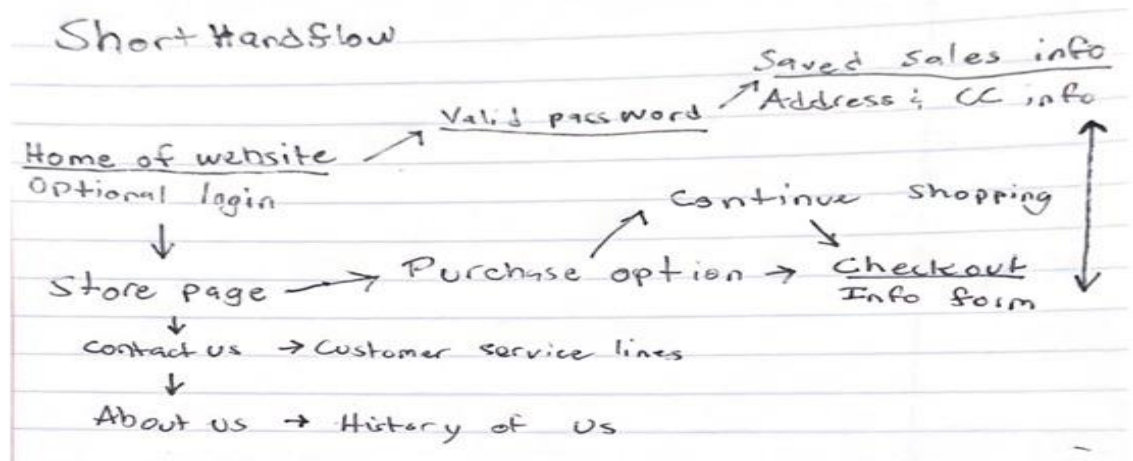 Short Handflow
Saved sales info
Address & CC info
Valid password
Home of website
Optional login
Continue shopping
Store page → Purchase option → Checkout
Info form
Contact us → Customer service lines
About us → History of us